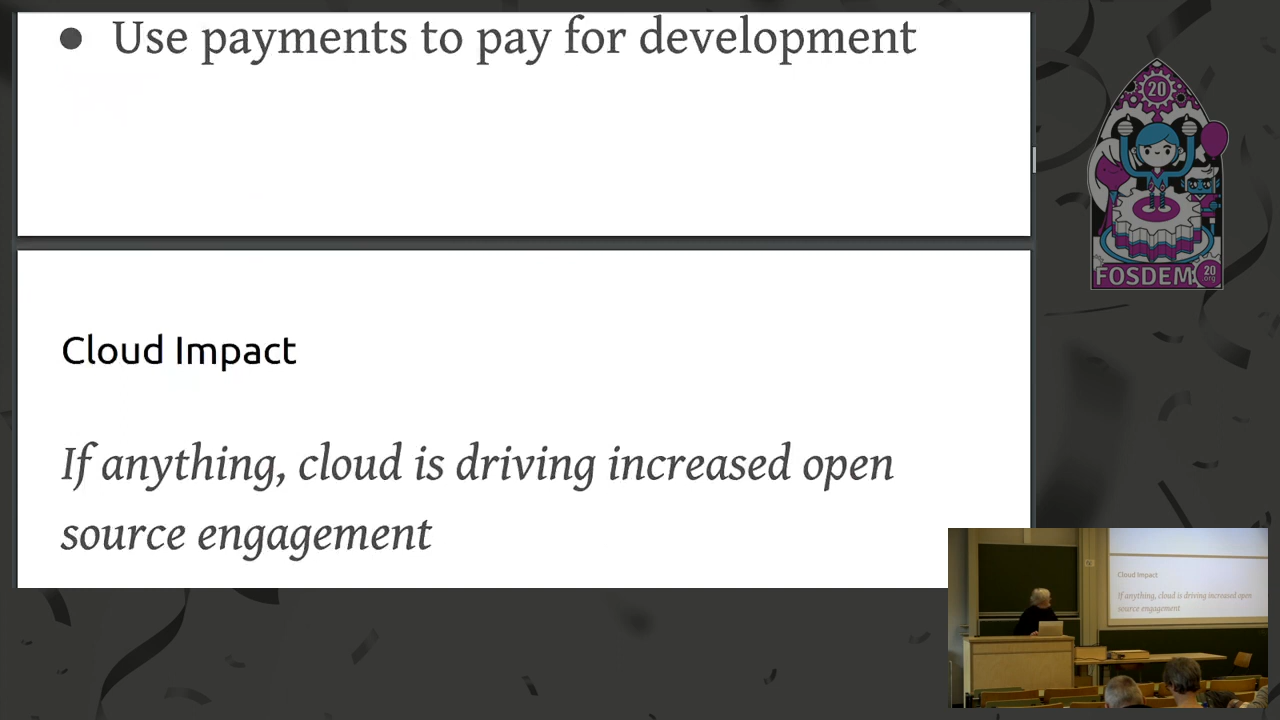 ● Use payments to pay for development
Cloud Impact
If anything, cloud is driving increased open
source engagement
20
FOSDEM
20
.org
Cloud Impact
If anything, cloud is driving increased open
source engagement